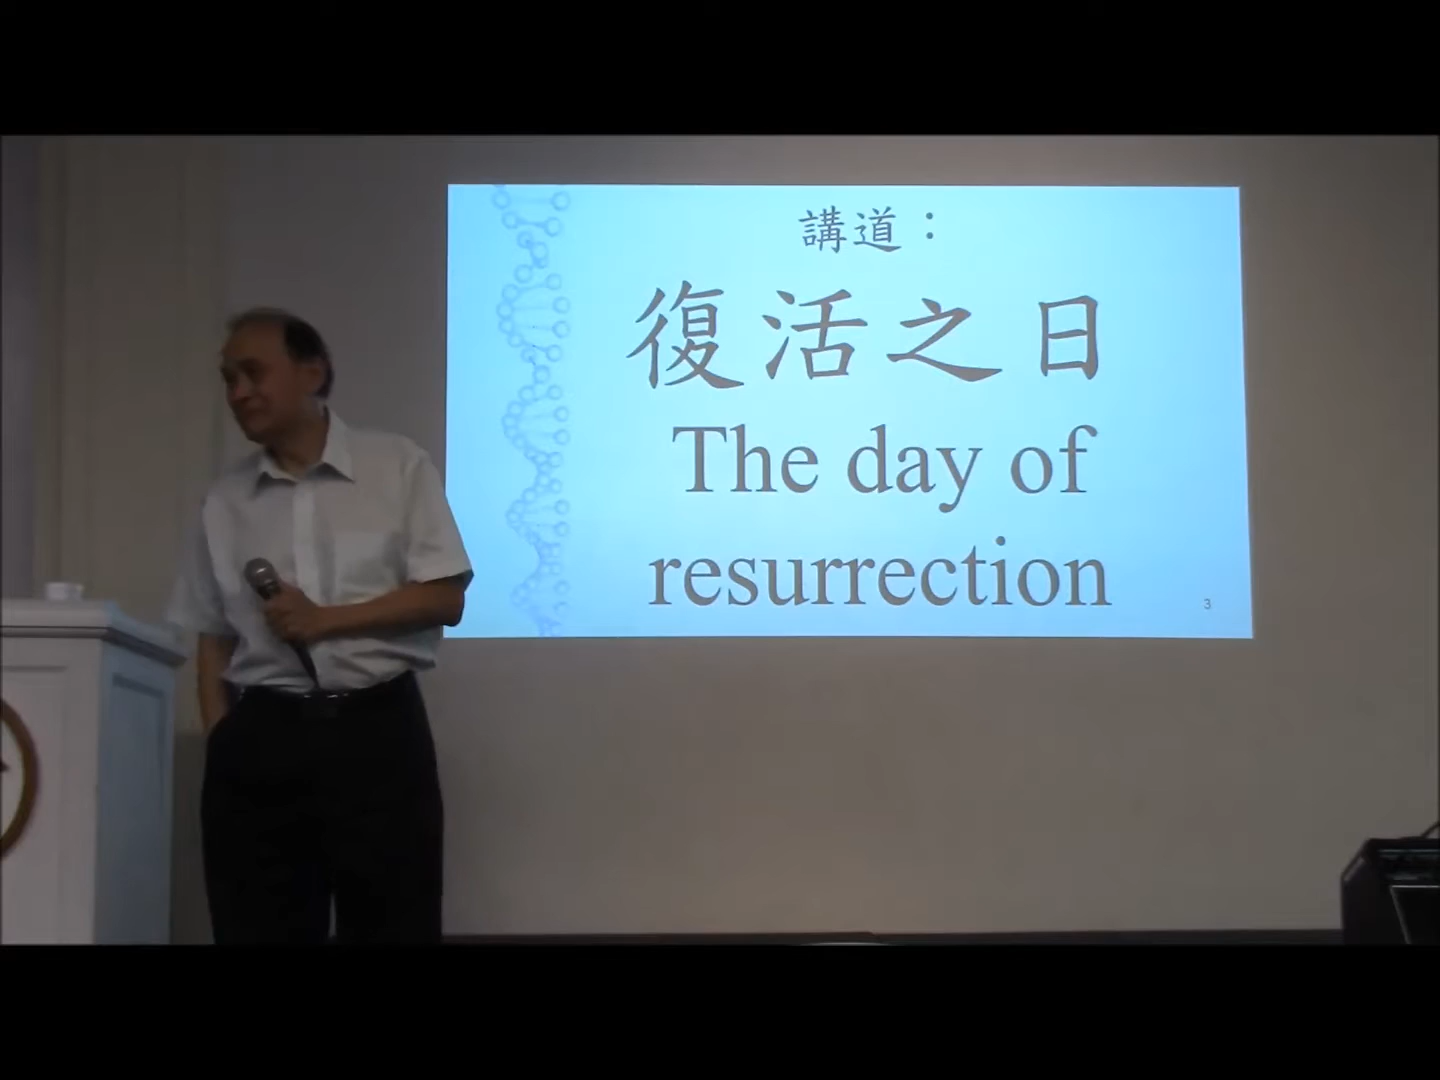 講道：
復活之日
The day of
resurrection
3